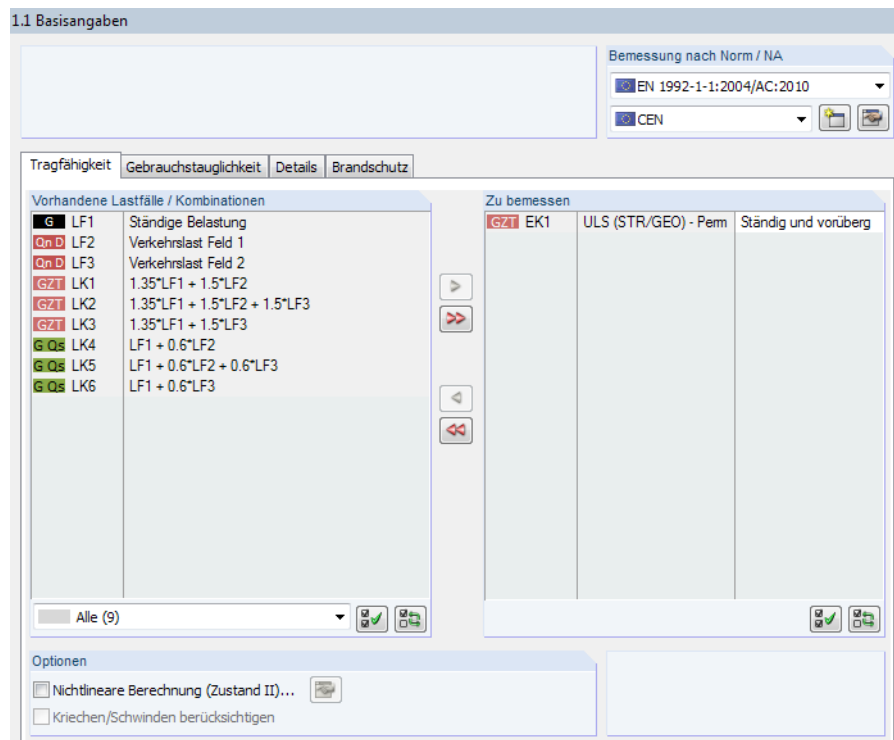 1.1 Basisangaben
Bemessung nach Norm / NA
EN 1992-1-1:2004/AC:2010
CEN
Tragfähigkeit Gebrauchstauglichkeit Details Brandschutz
Vorhandene Lastfälle / Kombinationen
G LF1 Ständige Belastung
Qn D LF2 Verkehrslast Feld 1
Qn D LF3 Verkehrslast Feld 2
GZT LK1 1.35*LF1 + 1.5*LF2
GZT LK2 1.35*LF1 + 1.5*LF2 + 1.5*LF3
GZT LK3 1.35*LF1 + 1.5*LF3
G Qs LK4 LF1 + 0.6*LF2
G Qs LK5 LF1 + 0.6*LF2 + 0.6*LF3
G Qs LK6 LF1 + 0.6*LF3
Alle (9)
Zu bemessen
GZT EK1 ULS (STR/GEO) - Perm Ständig und vorüberg
Optionen
Nichtlineare Berechnung (Zustand II)...
Kriechen/Schwinden berücksichtigen